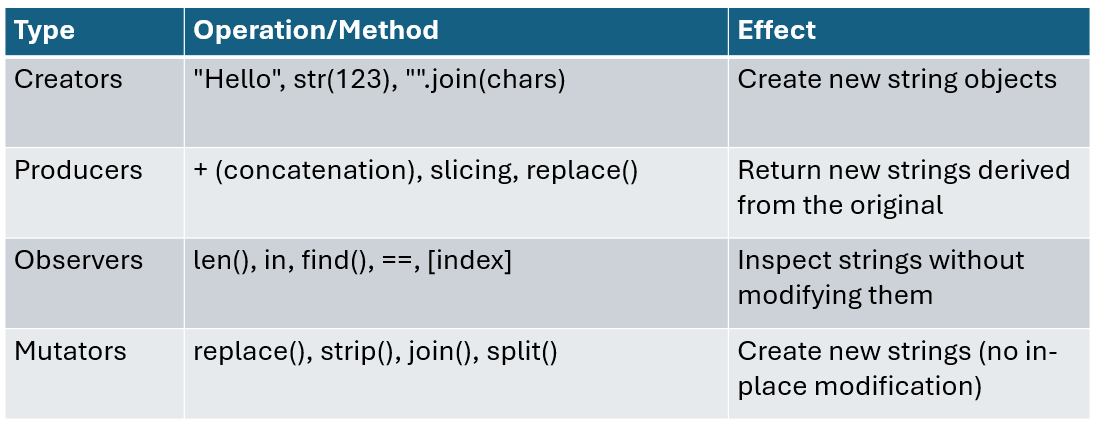 Type Operation/Method Effect
Creators "Hello", str(123), "".join(chars) Create new string objects
Producers + (concatenation), slicing, replace() Return new strings derived
from the original
Observers len(), in, find(), ==, [index] Inspect strings without
modifying them
Mutators replace(), strip(), join(), split() Create new strings (no in-
place modification)